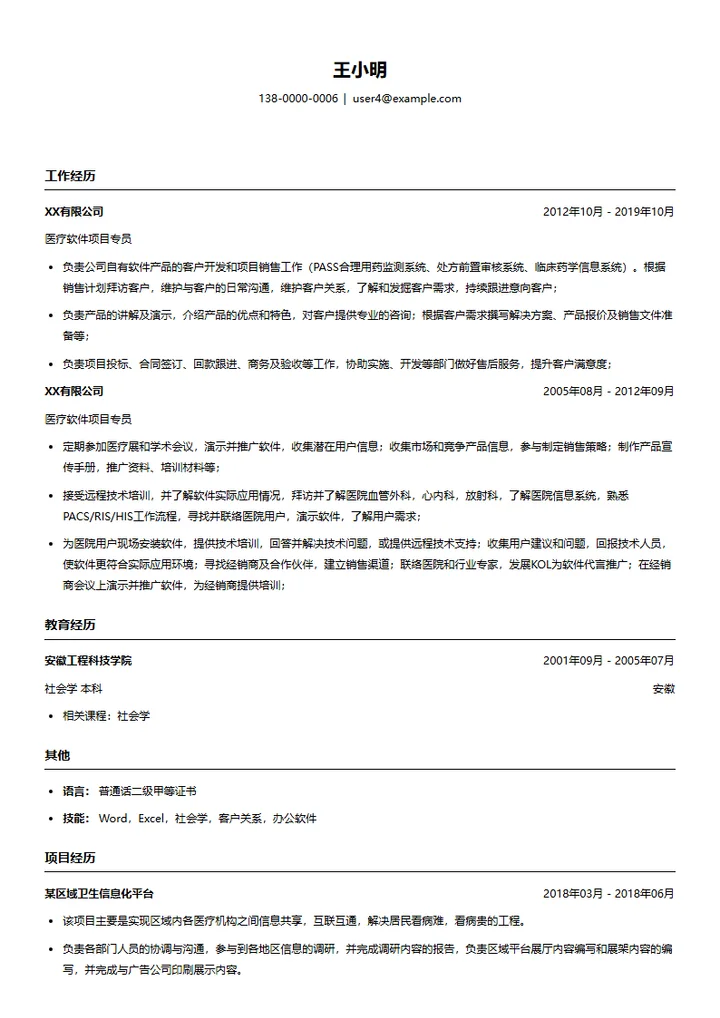 王小明
138-0000-0006 | user4@example.com
工作经历
XX有限公司 2012年10月 - 2019年10月
医疗软件项目专员
• 负责公司自有软件产品的客户开发和项目销售工作（PASS合理用药监测系统、处方前置审核系统、临床药学信息系统）。根据
销售计划拜访客户，维护与客户的日常沟通，维护客户关系，了解和发掘客户需求，持续跟进意向客户；
• 负责产品的讲解及演示，介绍产品的优点和特色，对客户提供专业的咨询；根据客户需求撰写解决方案、产品报价及销售文件准
备等；
• 负责项目投标、合同签订、回款跟进、商务及验收等工作，协助实施、开发等部门做好售后服务，提升客户满意度；
XX有限公司 2005年08月 - 2012年09月
医疗软件项目专员
• 定期参加医疗展和学术会议，演示并推广软件，收集潜在用户信息；收集市场和竞争产品信息，参与制定销售策略；制作产品宣
传手册，推广资料、培训材料等；
• 接受远程技术培训，并了解软件实际应用情况，拜访并了解医院血管外科，心内科，放射科，了解医院信息系统，熟悉
PACS/RIS/HIS工作流程，寻找并联络医院用户，演示软件，了解用户需求；
• 为医院用户现场安装软件，提供技术培训，回答并解决技术问题，或提供远程技术支持；收集用户建议和问题，回报技术人员，
使软件更符合实际应用环境；寻找经销商及合作伙伴，建立销售渠道；联络医院和行业专家，发展KOL为软件代言推广；在经销
商会议上演示并推广软件，为经销商提供培训；
教育经历
安徽工程科技学院 2001年09月 - 2005年07月
社会学 本科 安徽
• 相关课程：社会学
其他
• 语言： 普通话二级甲等证书
• 技能： Word，Excel，社会学，客户关系，办公软件
项目经历
某区域卫生信息化平台 2018年03月 - 2018年06月
• 该项目主要是实现区域内各医疗机构之间信息共享，互联互通，解决居民看病难，看病贵的工程。
• 负责各部门人员的协调与沟通，参与到各地区信息的调研，并完成调研内容的报告，负责区域平台展厅内容编写和展架内容的编
写，并完成与广告公司印刷展示内容。